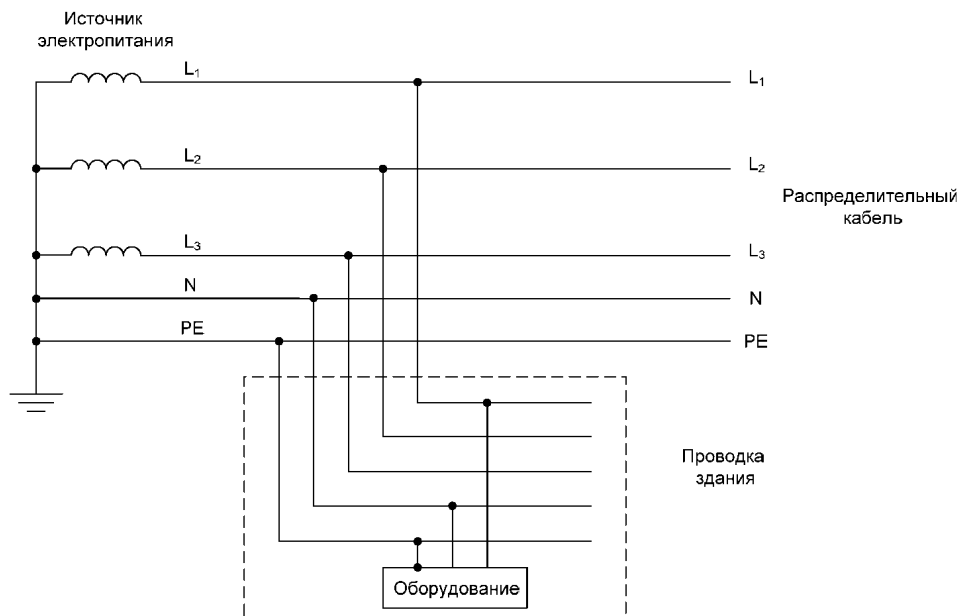 Источник
электропитания
L₁
L₁
L₂
L₂
Распределительный
кабель
L₃
L₃
N
N
PE
PE
Проводка
здания
Оборудование